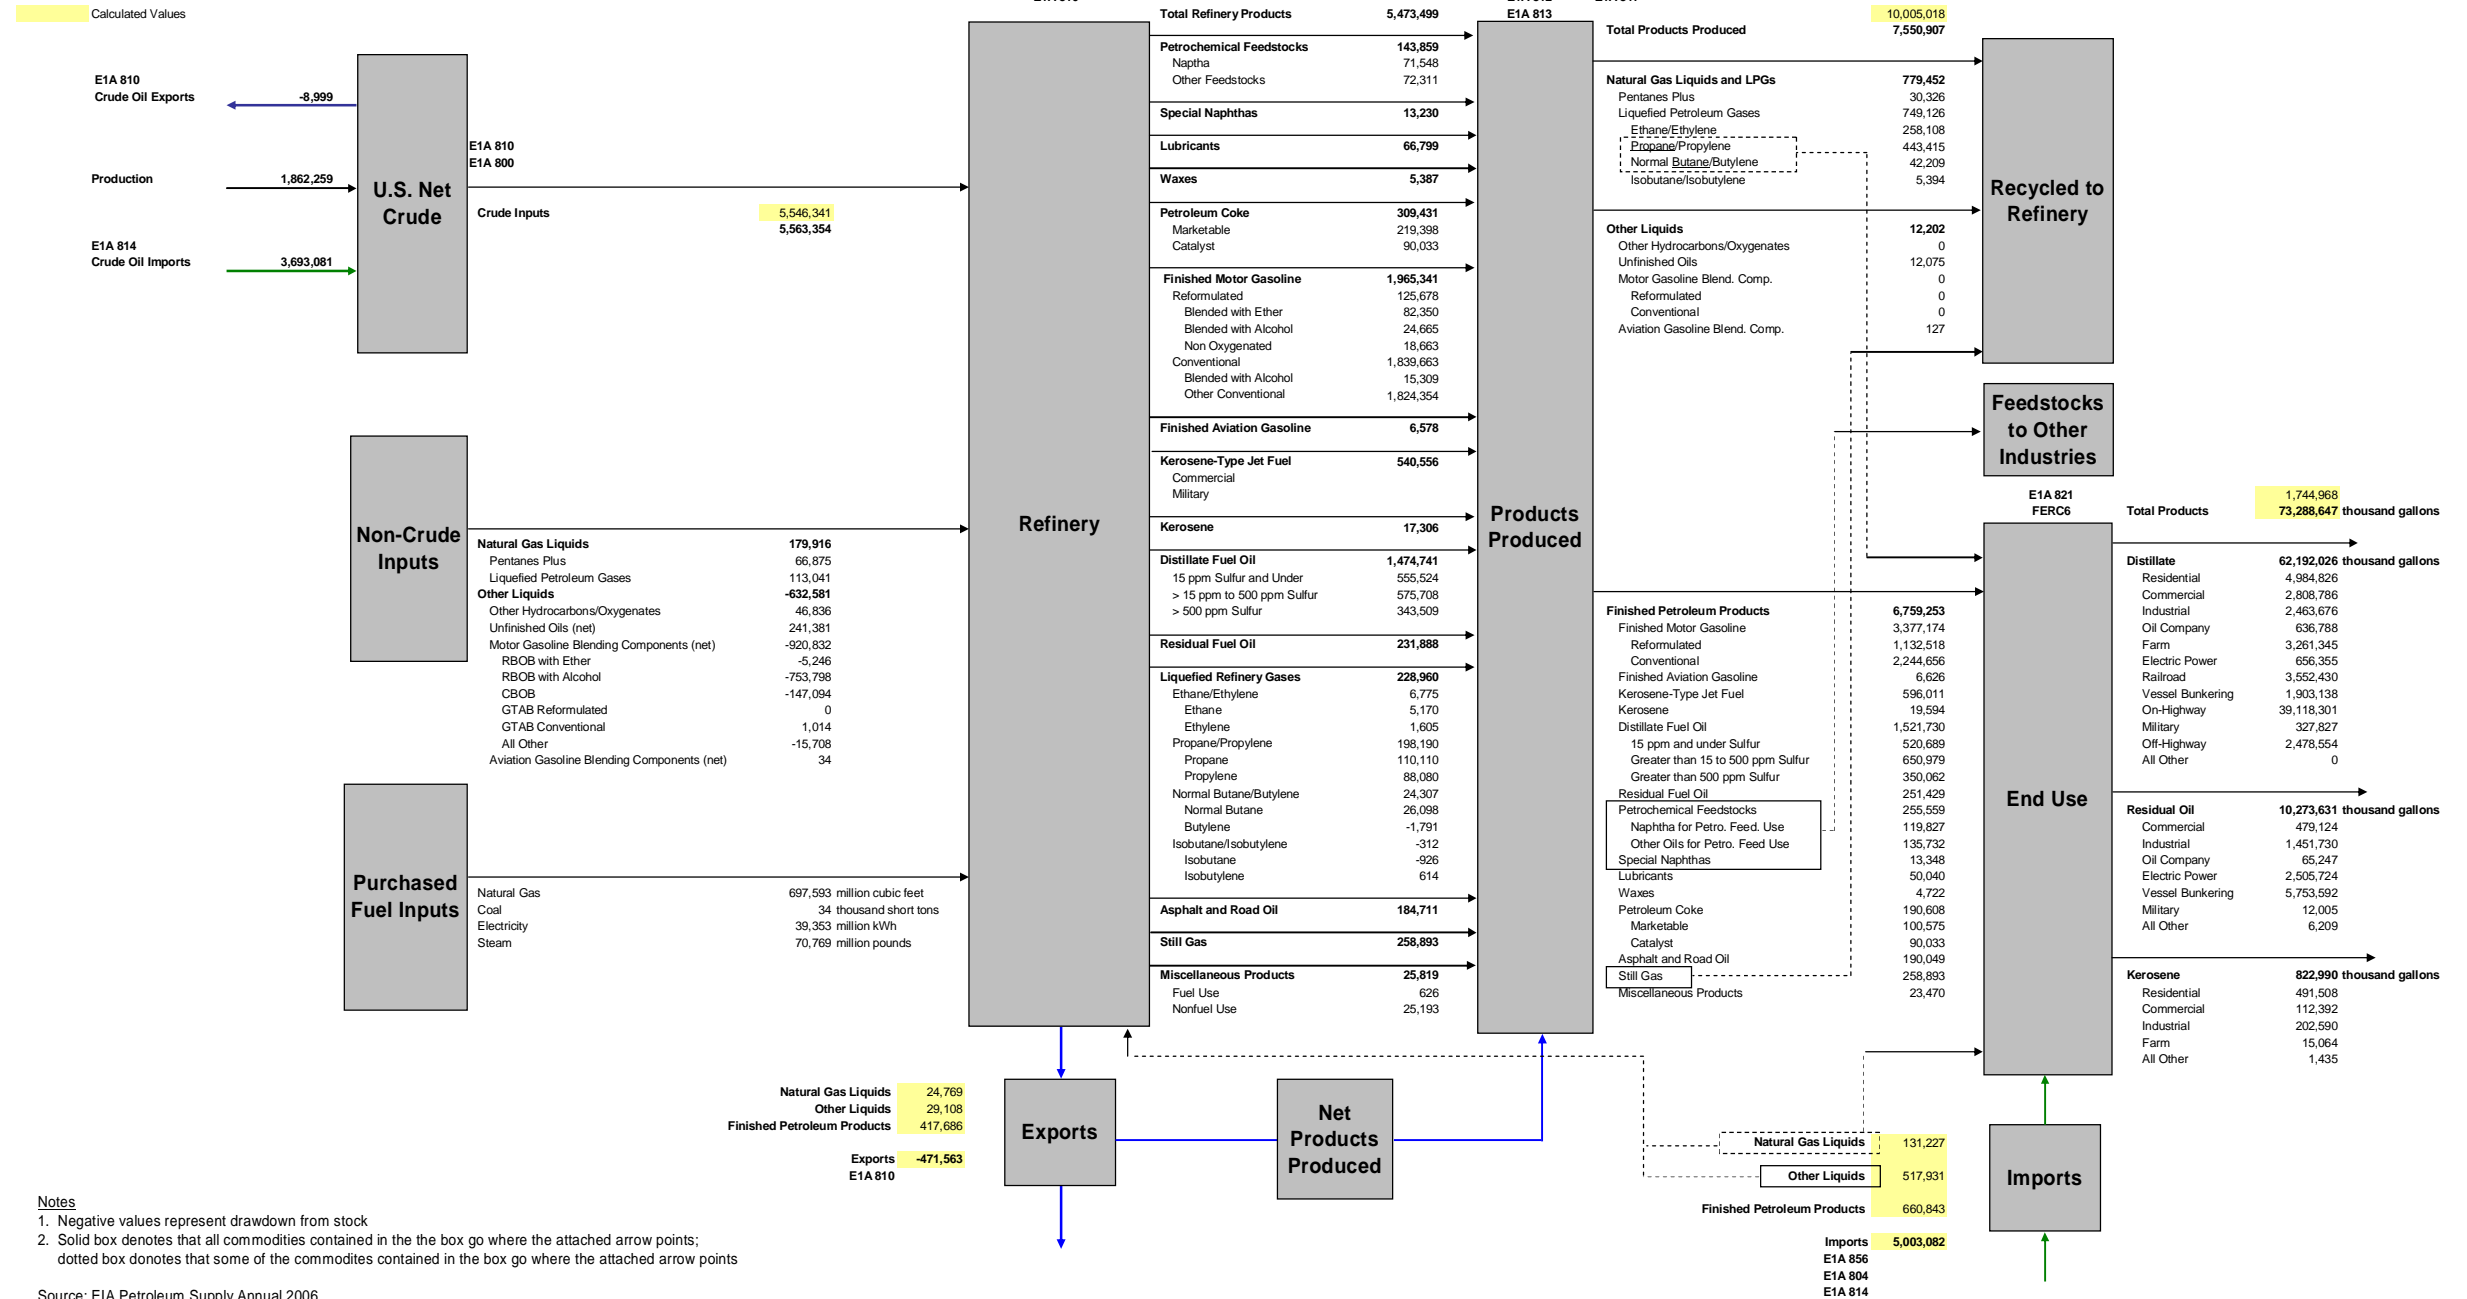 Calculated Values
E1A 810
Crude Oil Exports -8,999
Production 1,862,259
E1A 814
Crude Oil Imports 3,693,081
U.S. Net
Crude
E1A 810
E1A 800
Crude Inputs 5,546,341
5,563,354
Non-Crude
Inputs
Natural Gas Liquids 179,916
Pentanes Plus 66,875
Liquefied Petroleum Gases 113,041
Other Liquids -632,581
Other Hydrocarbons/Oxygenates 46,836
Unfinished Oils (net) 241,381
Motor Gasoline Blending Components (net) -920,832
RBOB with Ether -5,246
RBOB with Alcohol -753,798
CBOB -147,094
GTAB Reformulated 0
GTAB Conventional 1,014
All Other -15,708
Aviation Gasoline Blending Components (net) 34
Purchased
Fuel Inputs
Natural Gas 697,593 million cubic feet
Coal 34 thousand short tons
Electricity 39,353 million kWh
Steam 70,769 million pounds
Refinery
Total Refinery Products 5,473,499
Petrochemical Feedstocks 143,859
Naptha 71,548
Other Feedstocks 72,311
Special Naphthas 13,230
Lubricants 66,799
Waxes 5,387
Petroleum Coke 309,431
Marketable 219,398
Catalyst 90,033
Finished Motor Gasoline 1,965,341
Reformulated 125,678
Blended with Ether 82,350
Blended with Alcohol 24,665
Non Oxygenated 18,663
Conventional 1,839,663
Blended with Alcohol 15,309
Other Conventional 1,824,354
Finished Aviation Gasoline 6,578
Kerosene-Type Jet Fuel 540,556
Commercial
Military
Kerosene 17,306
Distillate Fuel Oil 1,474,741
15 ppm Sulfur and Under 555,524
> 15 ppm to 500 ppm Sulfur 575,708
> 500 ppm Sulfur 343,509
Residual Fuel Oil 231,888
Liquefied Refinery Gases 228,960
Ethane/Ethylene 6,775
Ethane 5,170
Ethylene 1,605
Propane/Propylene 198,190
Propane 110,110
Propylene 88,080
Normal Butane/Butylene 24,307
Normal Butane 26,098
Butylene -1,791
Isobutane/Isobutylene -312
Isobutane -926
Isobutylene 614
Asphalt and Road Oil 184,711
Still Gas 258,893
Miscellaneous Products 25,819
Fuel Use 626
Nonfuel Use 25,193
E1A 813
Products
Produced
10,005,018
Total Products Produced 7,550,907
Natural Gas Liquids and LPGs 779,452
Pentanes Plus 30,326
Liquefied Petroleum Gases 749,126
Ethane/Ethylene 258,108
Propane/Propylene 443,415
Normal Butane/Butylene 42,209
Isobutane/Isobutylene 5,394
Other Liquids 12,202
Other Hydrocarbons/Oxygenates 0
Unfinished Oils 12,075
Motor Gasoline Blend. Comp. 0
Reformulated 0
Conventional 0
Aviation Gasoline Blend. Comp. 127
Finished Petroleum Products 6,759,253
Finished Motor Gasoline 3,377,174
Reformulated 1,132,518
Conventional 2,244,656
Finished Aviation Gasoline 6,626
Kerosene-Type Jet Fuel 596,011
Kerosene 19,594
Distillate Fuel Oil 1,521,730
15 ppm and under Sulfur 520,689
Greater than 15 to 500 ppm Sulfur 650,979
Greater than 500 ppm Sulfur 350,062
Residual Fuel Oil 251,429
Petrochemical Feedstocks 255,559
Naphtha for Petro. Feed. Use 119,827
Other Oils for Petro. Feed Use 135,732
Special Naphthas 13,348
Lubricants 50,040
Waxes 4,722
Petroleum Coke 190,608
Marketable 100,575
Catalyst 90,033
Asphalt and Road Oil 190,049
Still Gas 258,893
Miscellaneous Products 23,470
Recycled to
Refinery
Feedstocks
to Other
Industries
E1A 821
FERC6
End Use
1,744,968
Total Products 73,288,647 thousand gallons
Distillate 62,192,026 thousand gallons
Residential 4,984,826
Commercial 2,808,786
Industrial 2,463,676
Oil Company 636,788
Farm 3,261,345
Electric Power 656,355
Railroad 3,552,430
Vessel Bunkering 1,903,138
On-Highway 39,118,301
Military 327,827
Off-Highway 2,478,554
All Other 0
Residual Oil 10,273,631 thousand gallons
Commercial 479,124
Industrial 1,451,730
Oil Company 65,247
Electric Power 2,505,724
Vessel Bunkering 5,753,592
Military 12,005
All Other 6,209
Kerosene 822,990 thousand gallons
Residential 491,508
Commercial 112,392
Industrial 202,590
Farm 15,064
All Other 1,435
Natural Gas Liquids 24,769
Other Liquids 29,108
Finished Petroleum Products 417,686
Exports -471,563
E1A 810
Exports
Net
Products
Produced
Natural Gas Liquids 131,227
Other Liquids 517,931
Finished Petroleum Products 660,843
Imports 5,003,082
E1A 856
E1A 804
E1A 814
Imports
Notes
1. Negative values represent drawdown from stock
2. Solid box denotes that all commodities contained in the the box go where the attached arrow points;
dotted box donotes that some of the commodites contained in the box go where the attached arrow points
Source: EIA Petroleum Supply Annual 2006